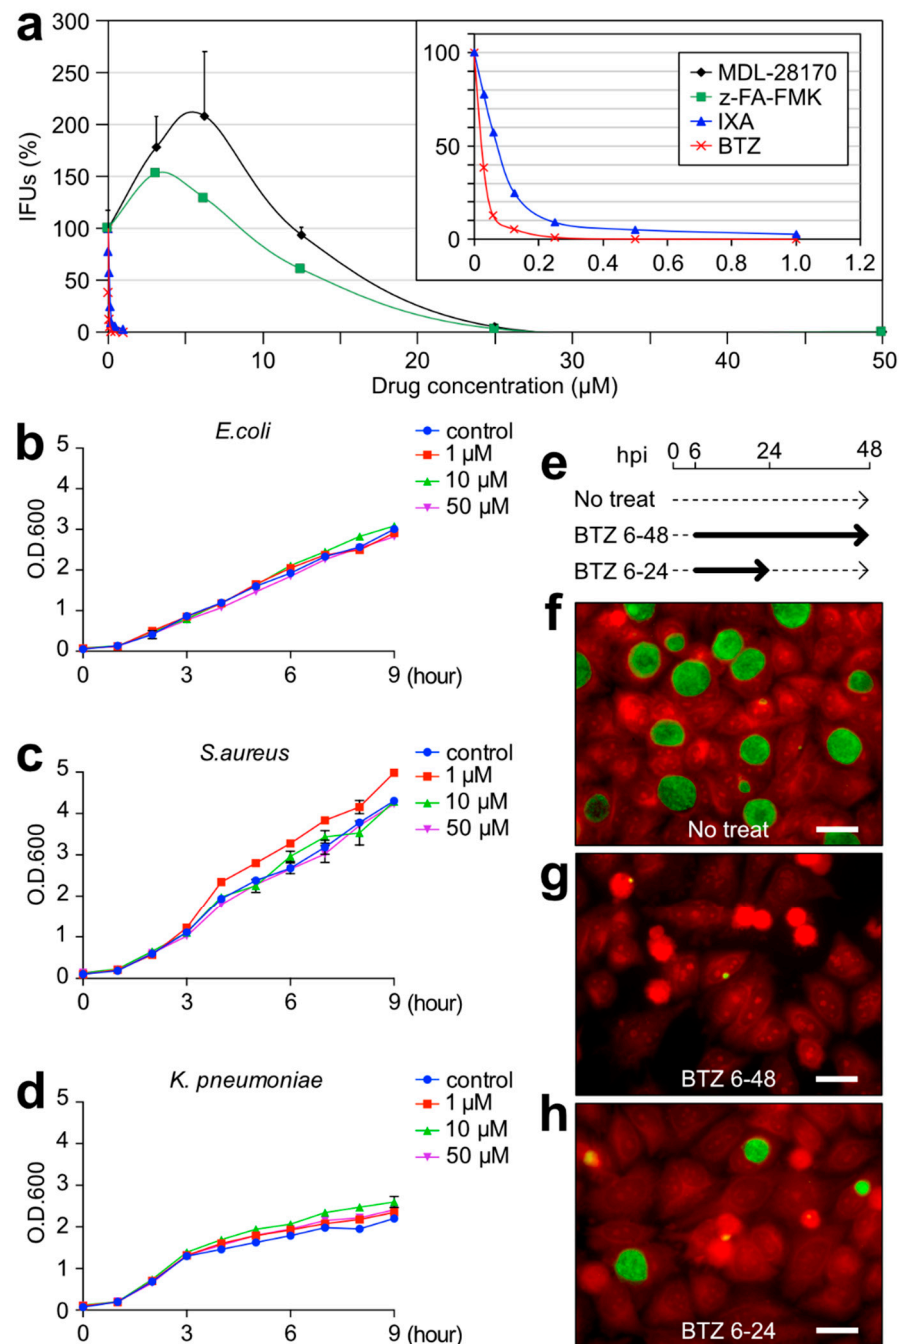 a
300
250
200
150
100
50
0
IFUs (%)
0 10 20 30 40 50
Drug concentration (µM)
100
50
0
0 0.2 0.4 0.6 0.8 1.0 1.2
MDL-28170
z-FA-FMK
IXA
BTZ
b
E.coli
control
1 µM
10 µM
50 µM
5
4
3
2
1
0
O.D.600
0 3 6 9 (hour)
c
S.aureus
control
1 µM
10 µM
50 µM
5
4
3
2
1
0
O.D.600
0 3 6 9 (hour)
d
K. pneumoniae
control
1 µM
10 µM
50 µM
5
4
3
2
1
0
O.D.600
0 3 6 9 (hour)
e
hpi 0 6 24 48
No treat
BTZ 6-48
BTZ 6-24
f
No treat
g
BTZ 6-48
h
BTZ 6-24